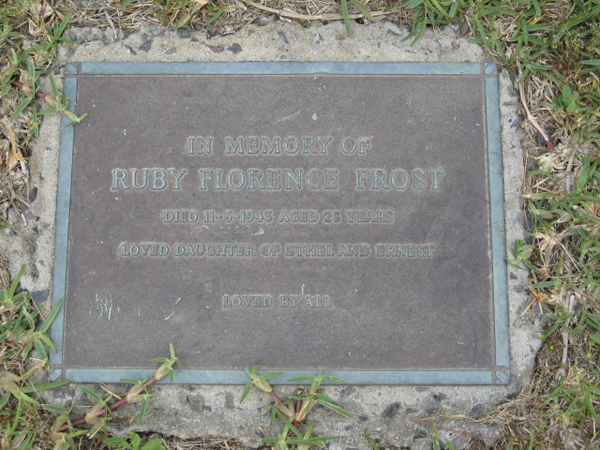 IN MEMORY OF
RUBY FLORENCE FROST
DIED 11-6-1943 AGED 25 YEARS
LOVED DAUGHTER OF ETHEL AND ERNEST
LOVED BY ALL